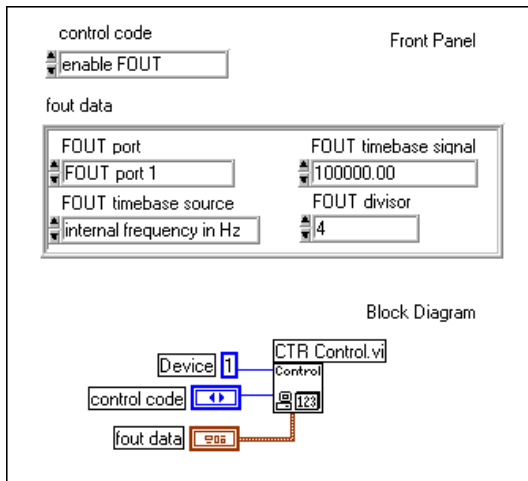 control code
Front Panel
enable FOUT
fout data
FOUT port
FOUT timebase signal
FOUT port 1
100000.00
FOUT timebase source
FOUT divisor
internal frequency in Hz
4
Block Diagram
CTR Control.vi
Device 1
Control
control code
123
fout data